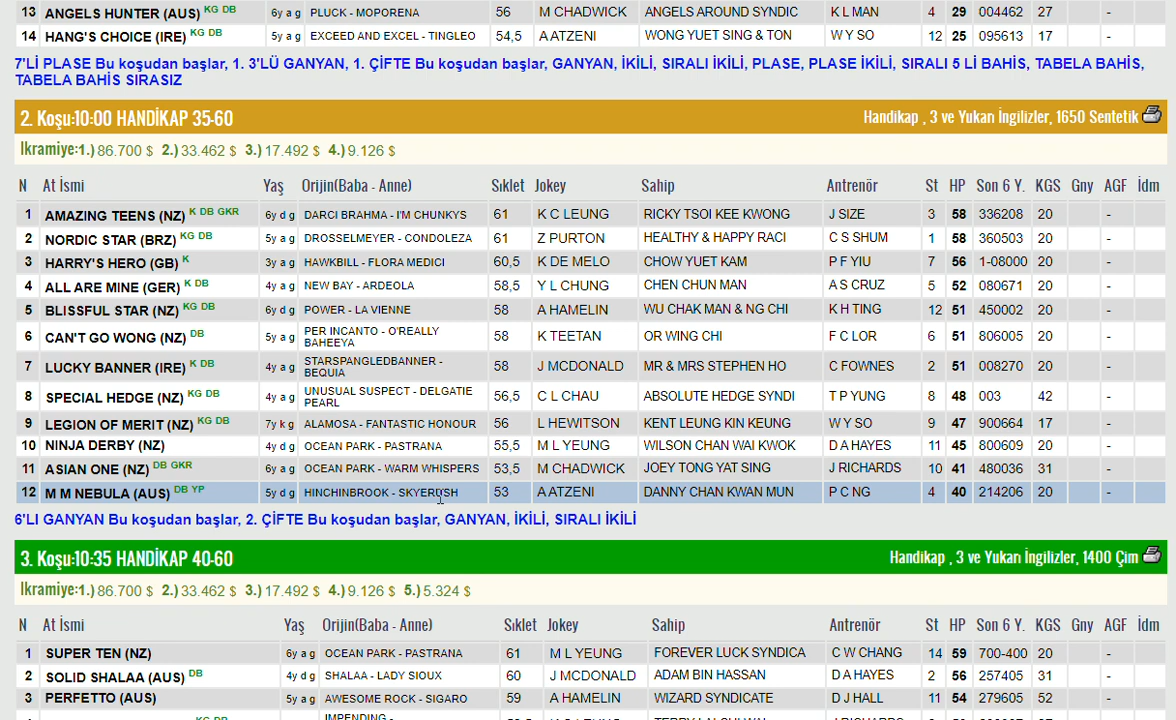 13 ANGELS HUNTER (AUS) KG DB 6y a g PLUCK - MOPORENA 56 M CHADWICK ANGELS AROUND SYNDIC K L MAN 4 29 004462 27 -
14 HANG'S CHOICE (IRE) KG DB 5y a g EXCEED AND EXCEL - TINGLEO 54,5 A ATZENI WONG YUET SING & TON W Y SO 12 25 095613 17 -
7'Lİ PLASE Bu koşudan başlar, 1. 3'LÜ GANYAN, 1. ÇİFTE Bu koşudan başlar, GANYAN, İKİLİ, SIRALI İKİLİ, PLASE, PLASE İKİLİ, SIRALI 5 Lİ BAHİS, TABELA BAHİS,
TABELA BAHİS SIRASIZ
2. Koşu:10:00 HANDİKAP 35-60 Handikap , 3 ve Yukarı İngilizler, 1650 Sentetik
İkramiye:1.) 86.700 $ 2.) 33.462 $ 3.) 17.492 $ 4.) 9.126 $
N At İsmi Yaş Orijin(Baba - Anne) Sıklet Jokey Sahip Antrenör St HP Son 6 Y. KGS Gny AGF İdm
1 AMAZING TEENS (NZ) K DB GKR 6y d g DARCI BRAHMA - I'M CHUNKYS 61 K C LEUNG RICKY TSOI KEE KWONG J SIZE 3 58 336208 20 -
2 NORDIC STAR (BRZ) KG DB 5y a g DROSSELMEYER - CONDOLEZA 61 Z PURTON HEALTHY & HAPPY RACI C S SHUM 1 58 360503 20 -
3 HARRY'S HERO (GB) K 3y a g HAWKBILL - FLORA MEDICI 60,5 K DE MELO CHOW YUET KAM P F YIU 7 56 1-08000 20 -
4 ALL ARE MINE (GER) K DB 4y a g NEW BAY - ARDEOLA 58,5 Y L CHUNG CHEN CHUN MAN A S CRUZ 5 52 080671 20 -
5 BLISSFUL STAR (NZ) KG DB 6y d g POWER - LA VIENNE 58 A HAMELIN WU CHAK MAN & NG CHI K H TING 12 51 450002 20 -
6 CAN'T GO WONG (NZ) DB 5y a g PER INCANTO - O'REALLY BAHEEYA 58 K TEETAN OR WING CHI F C LOR 6 51 806005 20 -
7 LUCKY BANNER (IRE) K DB 4y a g STARSPANGLEDBANNER - BEQUIA 58 J MCDONALD MR & MRS STEPHEN HO C FOWNES 2 51 008270 20 -
8 SPECIAL HEDGE (NZ) KG DB 4y a g UNUSUAL SUSPECT - DELGATIE PEARL 56,5 C L CHAU ABSOLUTE HEDGE SYNDI T P YUNG 8 48 003 42 -
9 LEGION OF MERIT (NZ) KG DB 7y k g ALAMOSA - FANTASTIC HONOUR 56 L HEWITSON KENT LEUNG KIN KEUNG W Y SO 9 47 900664 17 -
10 NINJA DERBY (NZ) 4y d g OCEAN PARK - PASTRANA 55,5 M L YEUNG WILSON CHAN WAI KWOK D A HAYES 11 45 800609 20 -
11 ASIAN ONE (NZ) DB GKR 6y a g OCEAN PARK - WARM WHISPERS 53,5 M CHADWICK JOEY TONG YAT SING J RICHARDS 10 41 480036 31 -
12 M M NEBULA (AUS) DB YP 5y d g HINCHINBROOK - SKYERUSH 53 A ATZENI DANNY CHAN KWAN MUN P C NG 4 40 214206 20 -
6'LI GANYAN Bu koşudan başlar, 2. ÇİFTE Bu koşudan başlar, GANYAN, İKİLİ, SIRALI İKİLİ
3. Koşu:10:35 HANDİKAP 40-60 Handikap , 3 ve Yukarı İngilizler, 1400 Çim
İkramiye:1.) 86.700 $ 2.) 33.462 $ 3.) 17.492 $ 4.) 9.126 $ 5.) 5.324 $
N At İsmi Yaş Orijin(Baba - Anne) Sıklet Jokey Sahip Antrenör St HP Son 6 Y. KGS Gny AGF İdm
1 SUPER TEN (NZ) 6y a g OCEAN PARK - PASTRANA 61 M L YEUNG FOREVER LUCK SYNDICA C W CHANG 14 59 700-400 20 -
2 SOLID SHALAA (AUS) DB 4y d g SHALAA - LADY SIOUX 60 J MCDONALD ADAM BIN HASSAN D A HAYES 2 56 257405 31 -
3 PERFETTO (AUS) 5y a g AWESOME ROCK - SIGARO 59 A HAMELIN WIZARD SYNDICATE D J HALL 11 54 279605 52 -
KG DB IMPENDING -